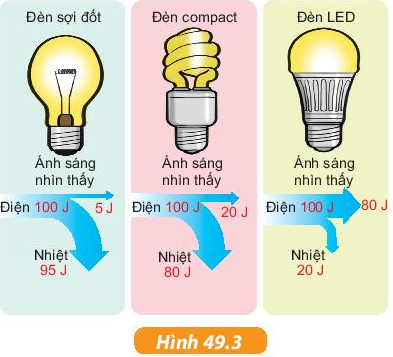 Đèn sợi đốt
Ánh sáng
nhìn thấy
Điện 100 J
5 J
Nhiệt
95 J
Đèn compact
Ánh sáng
nhìn thấy
Điện 100 J
20 J
Nhiệt
80 J
Đèn LED
Ánh sáng
nhìn thấy
Điện 100 J
80 J
Nhiệt
20 J
Hình 49.3